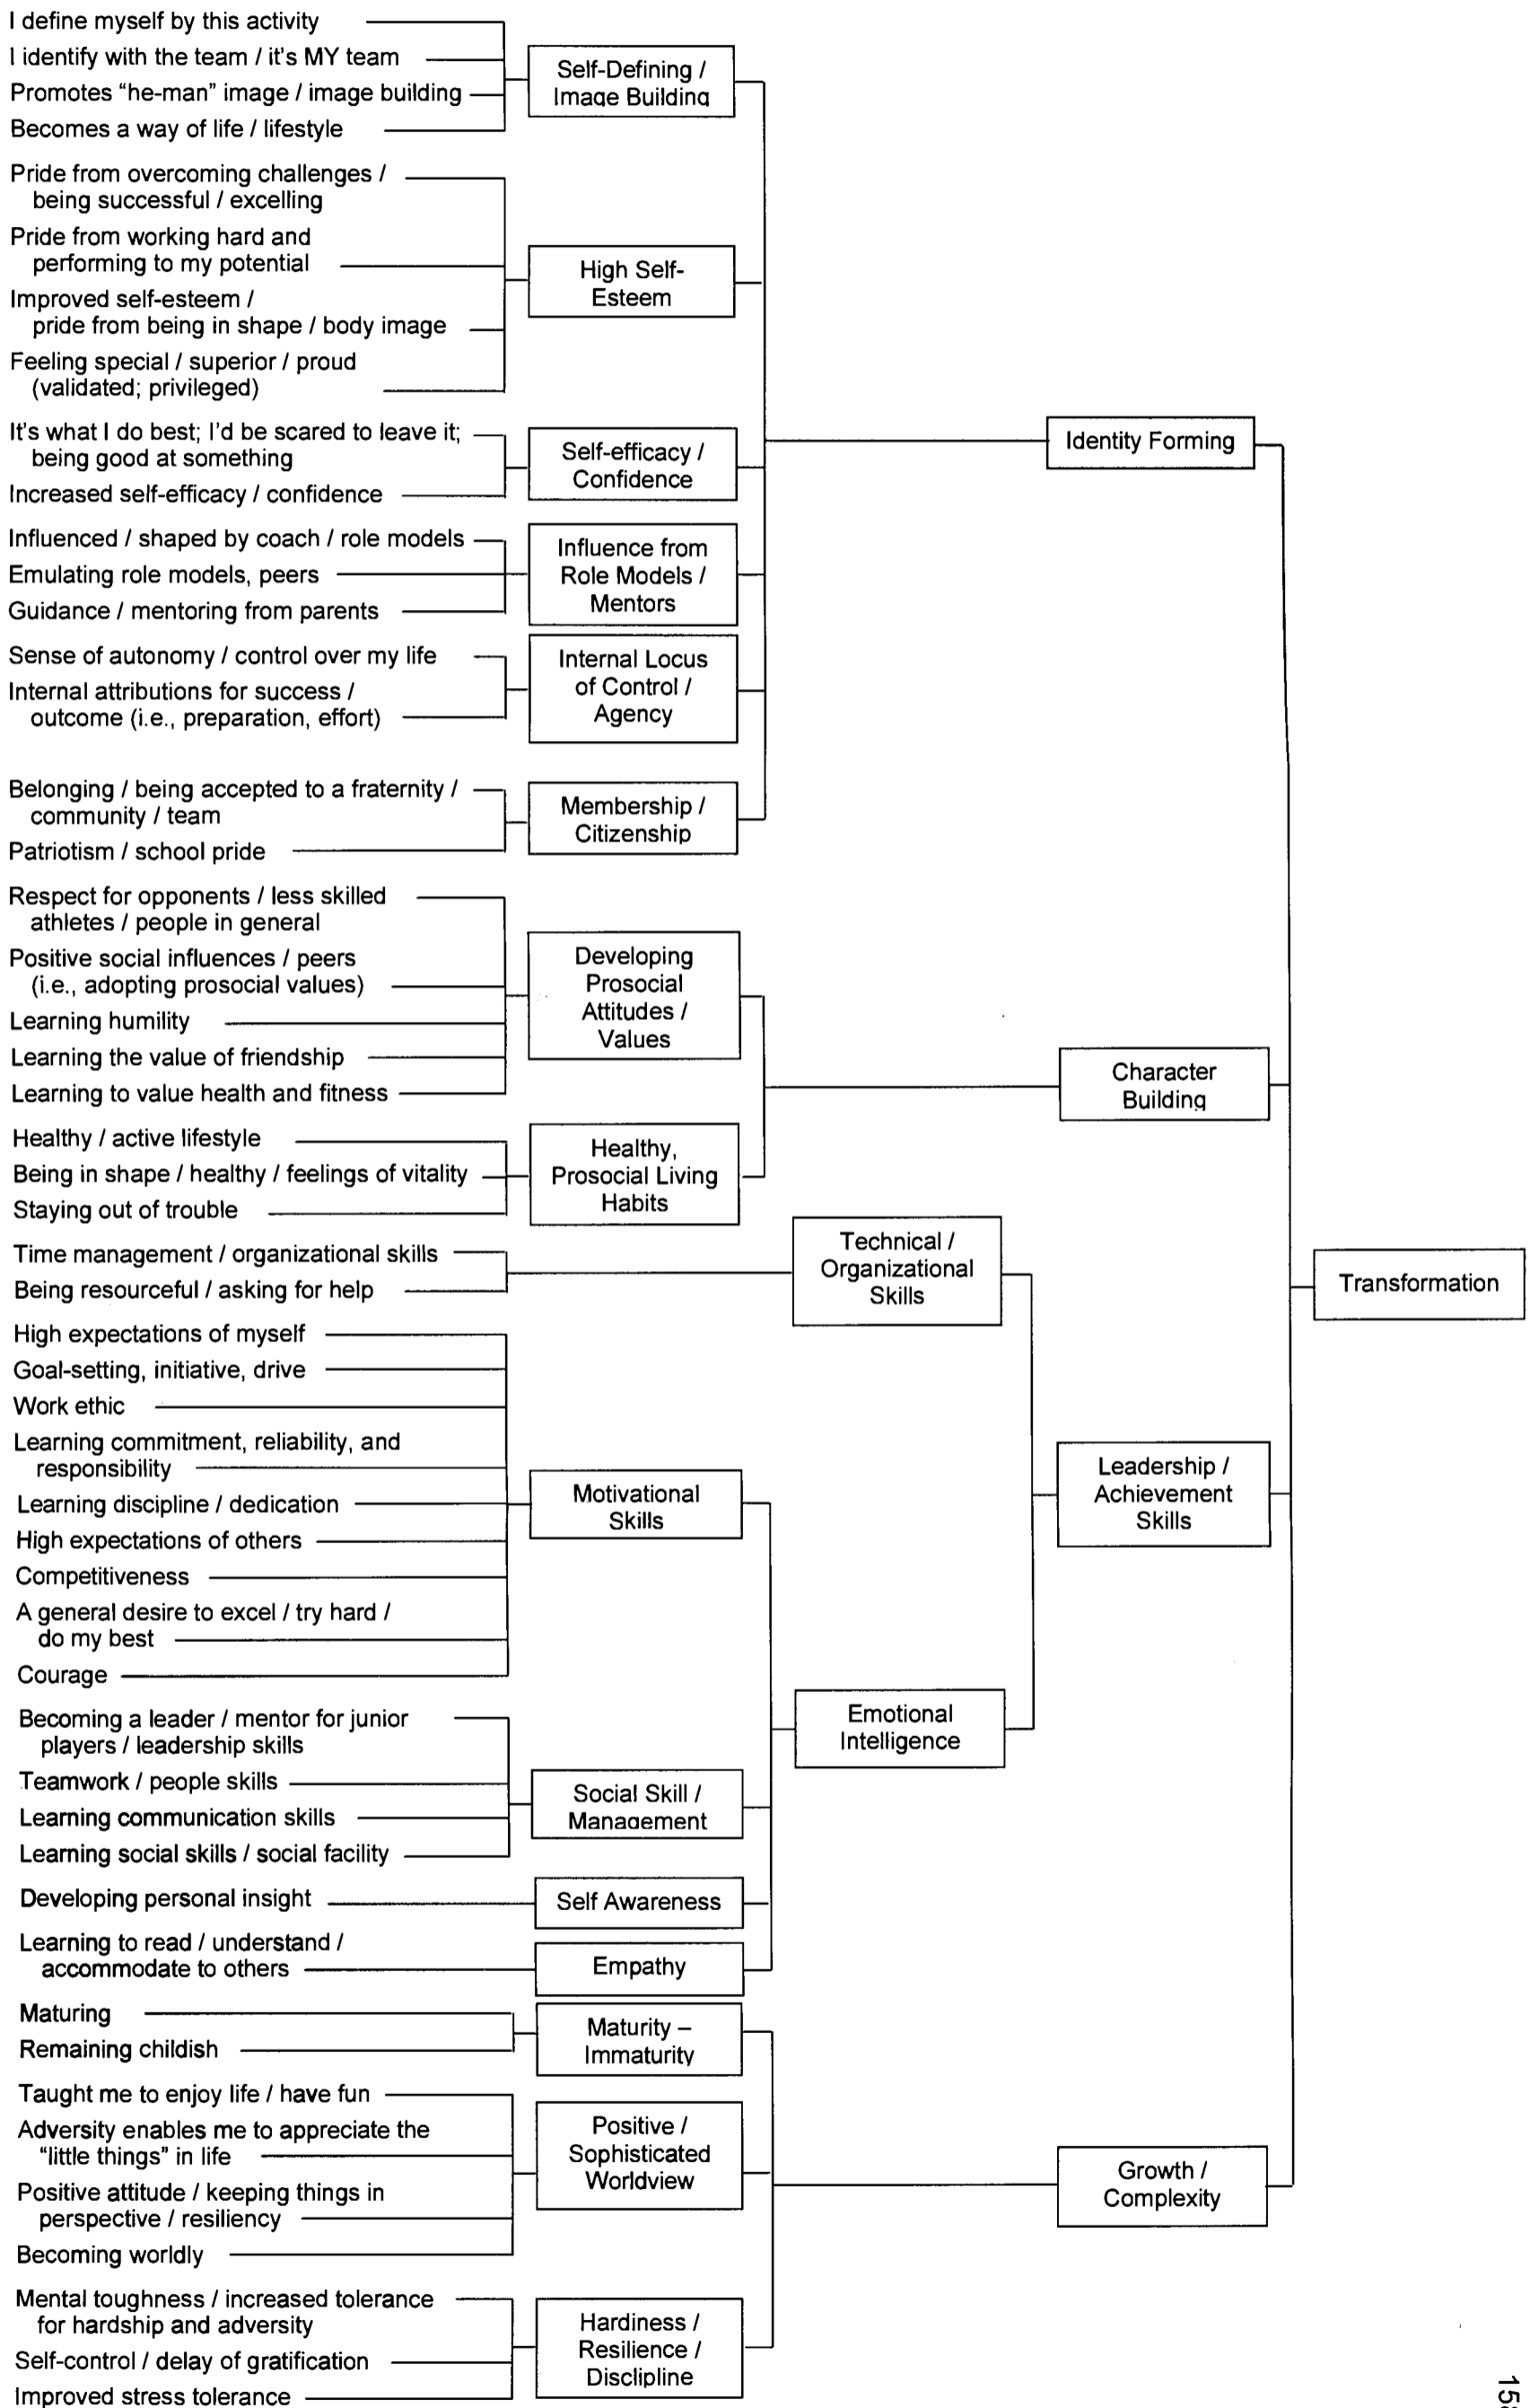 I define myself by this activity
I identify with the team / it's MY team
Promotes “he-man” image / image building
Becomes a way of life / lifestyle
Self-Defining /
Image Building
Pride from overcoming challenges /
being successful / excelling
Pride from working hard and
performing to my potential
Improved self-esteem /
pride from being in shape / body image
Feeling special / superior / proud
(validated; privileged)
High Self-
Esteem
It's what I do best; I'd be scared to leave it;
being good at something
Increased self-efficacy / confidence
Self-efficacy /
Confidence
Influenced / shaped by coach / role models
Emulating role models, peers
Guidance / mentoring from parents
Influence from
Role Models /
Mentors
Sense of autonomy / control over my life
Internal attributions for success /
outcome (i.e., preparation, effort)
Internal Locus
of Control /
Agency
Belonging / being accepted to a fraternity /
community / team
Patriotism / school pride
Membership /
Citizenship
Identity Forming
Respect for opponents / less skilled
athletes / people in general
Positive social influences / peers
(i.e., adopting prosocial values)
Learning humility
Learning the value of friendship
Learning to value health and fitness
Developing
Prosocial
Attitudes /
Values
Healthy / active lifestyle
Being in shape / healthy / feelings of vitality
Staying out of trouble
Healthy,
Prosocial Living
Habits
Character
Building
Time management / organizational skills
Being resourceful / asking for help
Technical /
Organizational
Skills
Transformation
High expectations of myself
Goal-setting, initiative, drive
Work ethic
Learning commitment, reliability, and
responsibility
Learning discipline / dedication
High expectations of others
Competitiveness
A general desire to excel / try hard /
do my best
Courage
Motivational
Skills
Leadership /
Achievement
Skills
Becoming a leader / mentor for junior
players / leadership skills
Teamwork / people skills
Learning communication skills
Learning social skills / social facility
Social Skill /
Management
Emotional
Intelligence
Developing personal insight
Self Awareness
Learning to read / understand /
accommodate to others
Empathy
Maturing
Remaining childish
Maturity –
Immaturity
Taught me to enjoy life / have fun
Adversity enables me to appreciate the
“little things” in life
Positive attitude / keeping things in
perspective / resiliency
Becoming worldly
Positive /
Sophisticated
Worldview
Growth /
Complexity
Mental toughness / increased tolerance
for hardship and adversity
Self-control / delay of gratification
Improved stress tolerance
Hardiness /
Resilience /
Disclipline